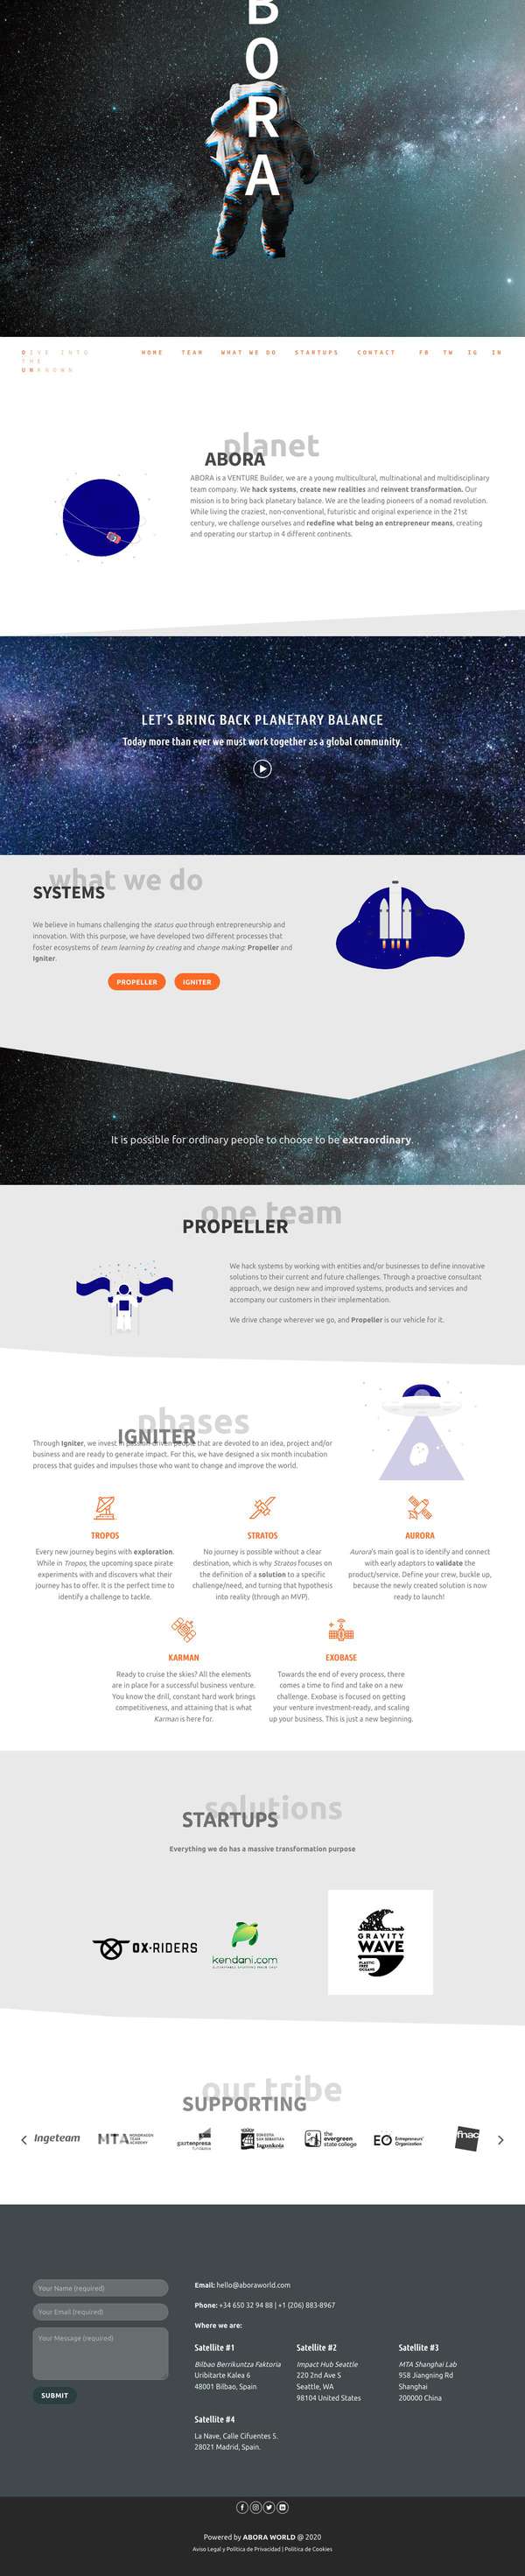 B
O
R
A
DIVE INTO
THE
UNKNOWN
HOME TEAM WHAT WE DO STARTUPS CONTACT FB TW IG IN
planet
ABORA
ABORA is a VENTURE Builder, we are a young multicultural, multinational and multidisciplinary
team company. We hack systems, create new realities and reinvent transformation. Our
mission is to bring back planetary balance. We are the leading pioneers of a nomad revolution.
While living the craziest, non-conventional, futuristic and original experience in the 21st
century, we challenge ourselves and redefine what being an entrepreneur means, creating
and operating our startup in 4 different continents.
LET'S BRING BACK PLANETARY BALANCE
Today more than ever we must work together as a global community.
what we do
SYSTEMS
We believe in humans challenging the status quo through entrepreneurship and
innovation. With this purpose, we have developed two different processes that
foster ecosystems of team learning by creating and change making: Propeller and
Igniter.
PROPELLER IGNITER
It is possible for ordinary people to choose to be extraordinary.
one team
PROPELLER
We hack systems by working with entities and/or businesses to define innovative
solutions to their current and future challenges. Through a proactive consultant
approach, we design new and improved systems, products and services and
accompany our customers in their implementation.
We drive change wherever we go, and Propeller is our vehicle for it.
phases
IGNITER
Through Igniter, we invest in passion-driven people that are devoted to an idea, project and/or
business and are ready to generate impact. For this, we have designed a six month incubation
process that guides and impulses those who want to change and improve the world.
TROPOS
Every new journey begins with exploration.
While in Tropos, the upcoming space pirate
experiments with and discovers what their
journey has to offer. It is the perfect time to
identify a challenge to tackle.
STRATOS
No journey is possible without a clear
destination, which is why Stratos focuses on
the definition of a solution to a specific
challenge/need, and turning that hypothesis
into reality (through an MVP).
AURORA
Aurora's main goal is to identify and connect
with early adaptors to validate the
product/service. Define your crew, buckle up,
because the newly created solution is now
ready to launch!
KARMAN
Ready to cruise the skies? All the elements
are in place for a successful business venture.
You know the drill, constant hard work brings
competitiveness, and attaining that is what
Karman is here for.
EXOBASE
Towards the end of every process, there
comes a time to find and take on a new
challenge. Exobase is focused on getting
your venture investment-ready, and scaling
up your business. This is just a new beginning.
solutions
STARTUPS
Everything we do has a massive transformation purpose
OX·RIDERS
kendani.com
GRAVITY
WAVE
PLASTIC
FREE
OCEANS
our tribe
SUPPORTING
Ingeteam
MTA MONDRAGON
TEAM
ACADEMY
gaztenpresa
DONOSTIA
SAN SEBASTIÁN
lagunkoia
the
evergreen
state college
EO Entrepreneurs'
Organization
fnac
Your Name (required)
Your Email (required)
Your Message (required)
SUBMIT
Email: hello@aboraworld.com
Phone: +34 650 32 94 88 | +1 (206) 883-8967
Where we are:
Satellite #1
Bilbao Berrikuntza Faktoria
Uribitarte Kalea 6
48001 Bilbao, Spain
Satellite #2
Impact Hub Seattle
220 2nd Ave S
Seattle, WA
98104 United States
Satellite #3
MTA Shanghai Lab
958 Jiangning Rd
Shanghai
200000 China
Satellite #4
La Nave, Calle Cifuentes 5.
28021 Madrid, Spain.
Powered by ABORA WORLD @ 2020
Aviso Legal y Política de Privacidad | Política de Cookies